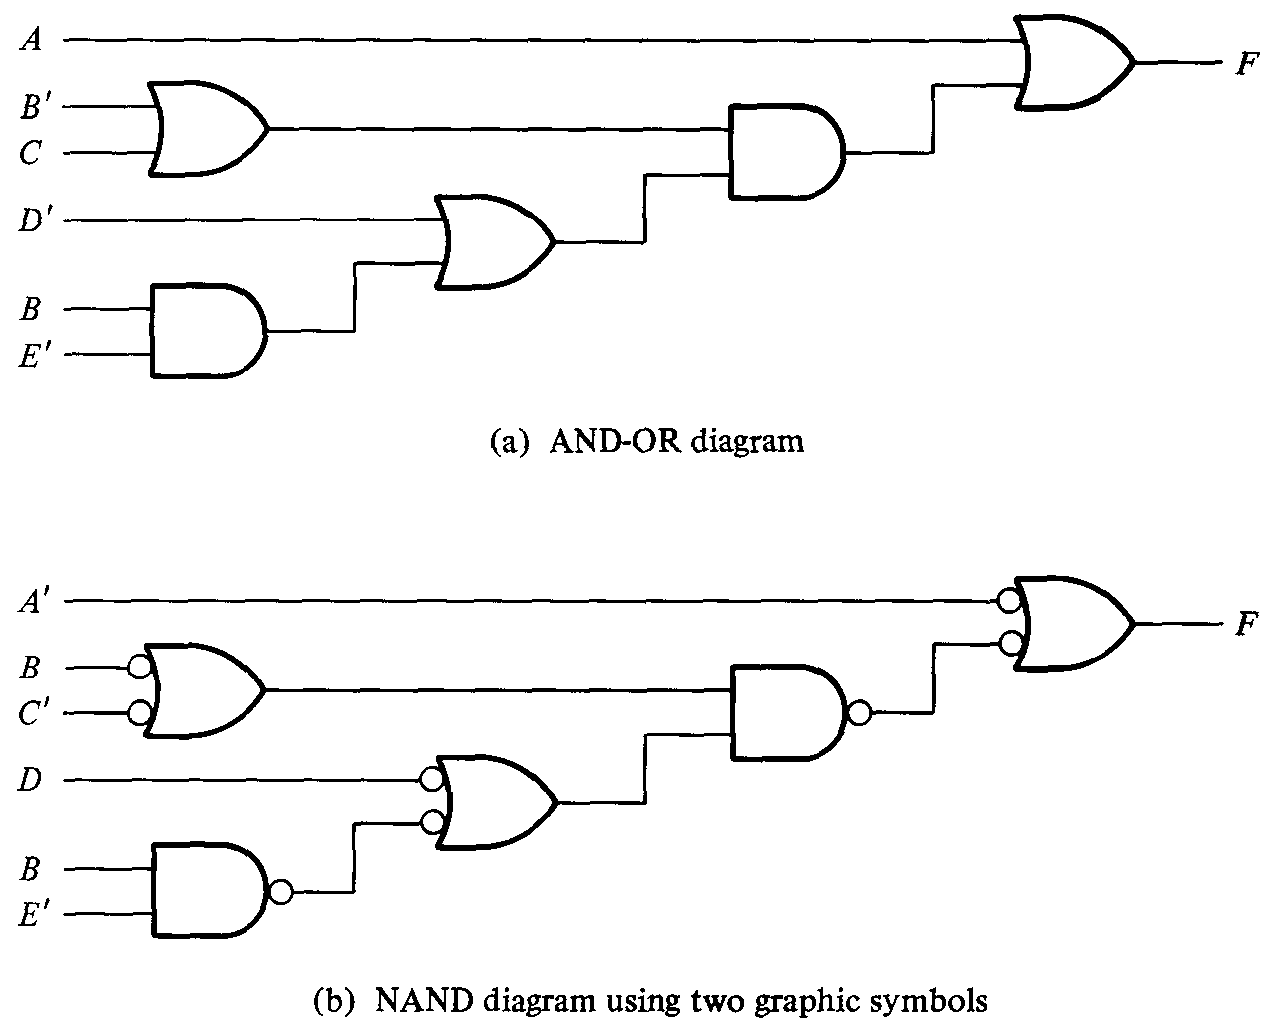 A
F
B'
C
D'
B
E'
(a) AND-OR diagram
A'
F
B
C'
D
B
E'
(b) NAND diagram using two graphic symbols